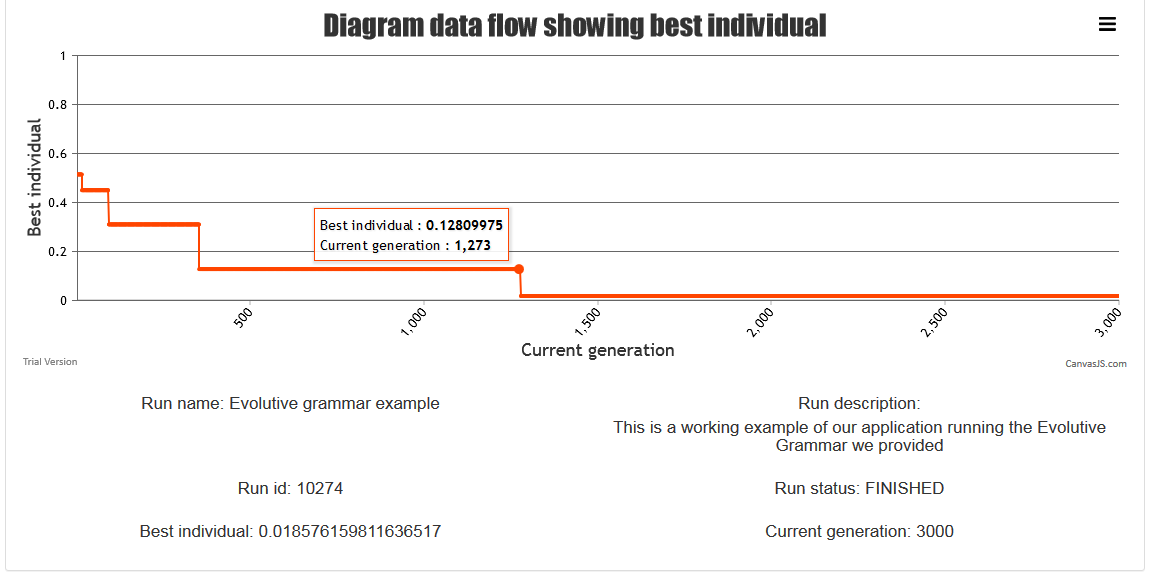 Diagram data flow showing best individual
1
0.8
0.6
0.4
0.2
0
Best individual
Best individual : 0.12809975
Current generation : 1,273
500
1,000
1,500
2,000
2,500
3,000
Current generation
Trial Version
CanvasJS.com
Run name: Evolutive grammar example
Run description:
This is a working example of our application running the Evolutive
Grammar we provided
Run id: 10274
Run status: FINISHED
Best individual: 0.018576159811636517
Current generation: 3000